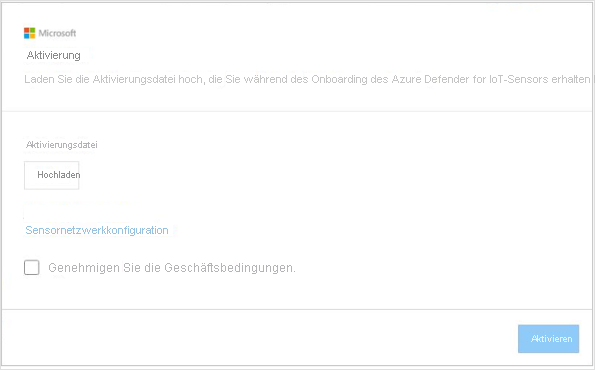 Microsoft
Aktivierung
Laden Sie die Aktivierungsdatei hoch, die Sie während des Onboarding des Azure Defender for IoT-Sensors erhalten
Aktivierungsdatei
Hochladen
Sensornetzwerkkonfiguration
Genehmigen Sie die Geschäftsbedingungen.
Aktivieren